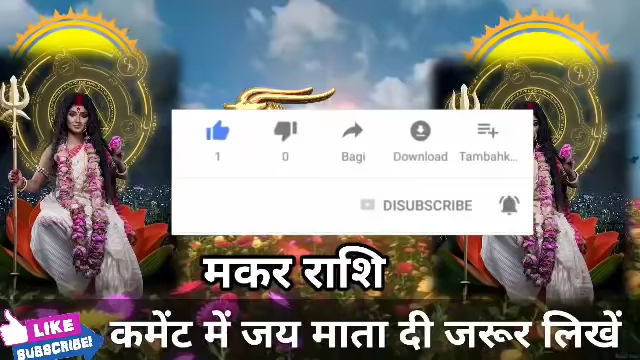 1 0 Bagi Download Tambahk...
DISUBSCRIBE
मकर राशि
LIKE
SUBSCRIBE!
कमेंट में जय माता दी जरूर लिखें